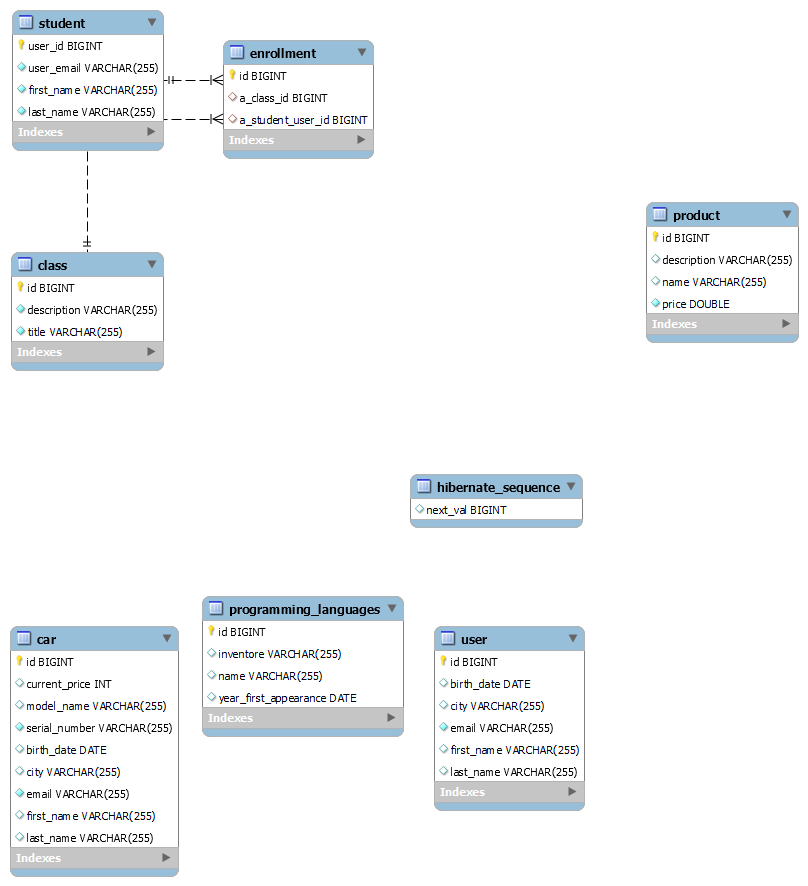 student
user_id BIGINT
user_email VARCHAR(255)
first_name VARCHAR(255)
last_name VARCHAR(255)
Indexes
enrollment
id BIGINT
a_class_id BIGINT
a_student_user_id BIGINT
Indexes
class
id BIGINT
description VARCHAR(255)
title VARCHAR(255)
Indexes
product
id BIGINT
description VARCHAR(255)
name VARCHAR(255)
price DOUBLE
Indexes
hibernate_sequence
next_val BIGINT
car
id BIGINT
current_price INT
model_name VARCHAR(255)
serial_number VARCHAR(255)
birth_date DATE
city VARCHAR(255)
email VARCHAR(255)
first_name VARCHAR(255)
last_name VARCHAR(255)
Indexes
programming_languages
id BIGINT
inventore VARCHAR(255)
name VARCHAR(255)
year_first_appearance DATE
Indexes
user
id BIGINT
birth_date DATE
city VARCHAR(255)
email VARCHAR(255)
first_name VARCHAR(255)
last_name VARCHAR(255)
Indexes